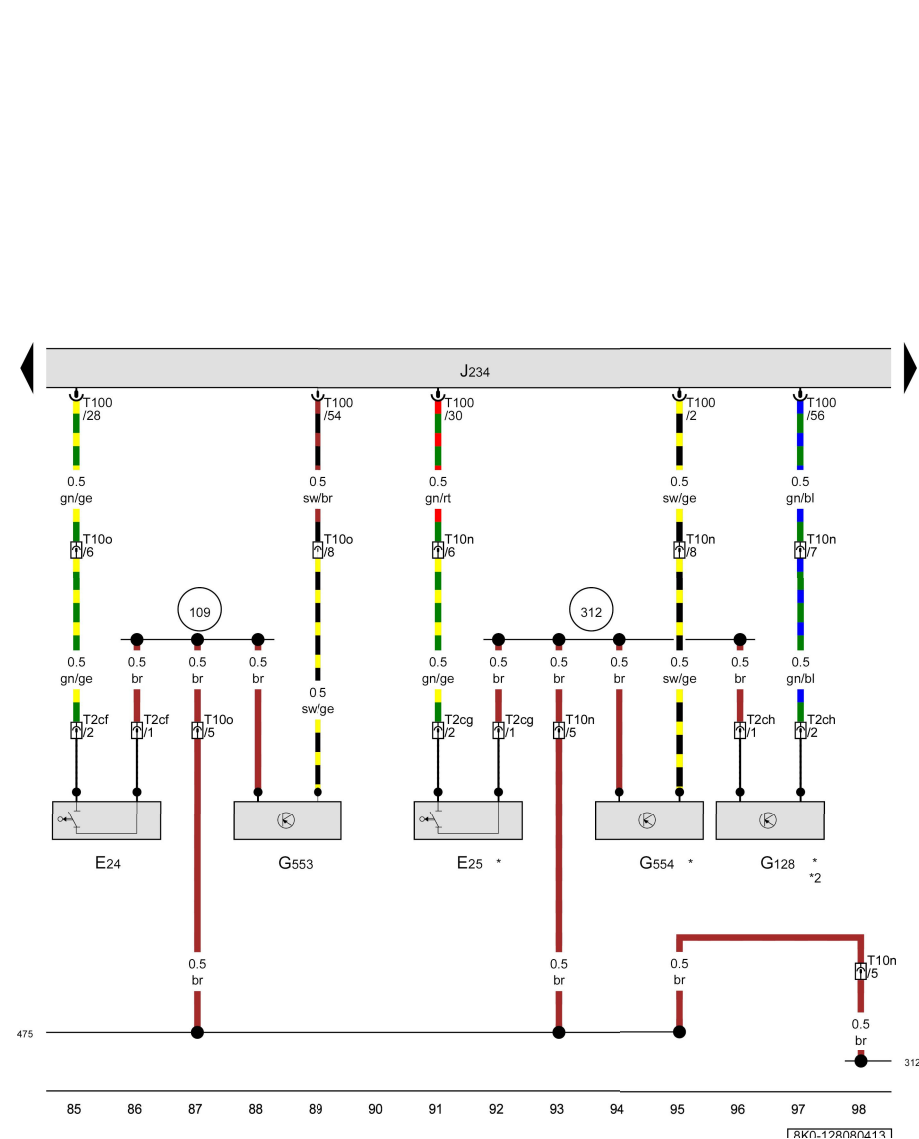 J234
T100 T100 T100 T100 T100
/28 /54 /30 /2 /56
0.5 0.5 0.5 0.5 0.5
gn/ge sw/br gn/rt sw/ge gn/bl
T10o T10o T10n T10n T10n
/6 /8 /6 /8 /7
109 312
0.5 0.5 0.5 0.5 0.5 0.5 0.5 0.5 0.5 0.5 0.5
gn/ge br br br gn/ge br br br sw/ge br gn/bl
0 5
sw/ge
T2cf T2cf T10o T2cg T2cg T10n T2ch T2ch
/2 /1 /5 /2 /1 /5 /1 /2
E24 G553 E25 * G554 * G128 *
*2
0.5 0.5 0.5 T10n
br br br /5
0.5
475
br
312
85 86 87 88 89 90 91 92 93 94 95 96 97 98
8K0-128080413